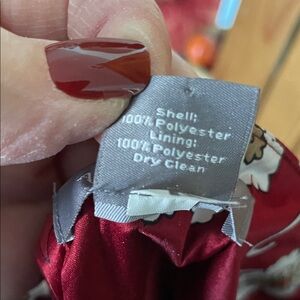 Shell:
100% Polyester
Lining:
100% Polyester
Dry Clean